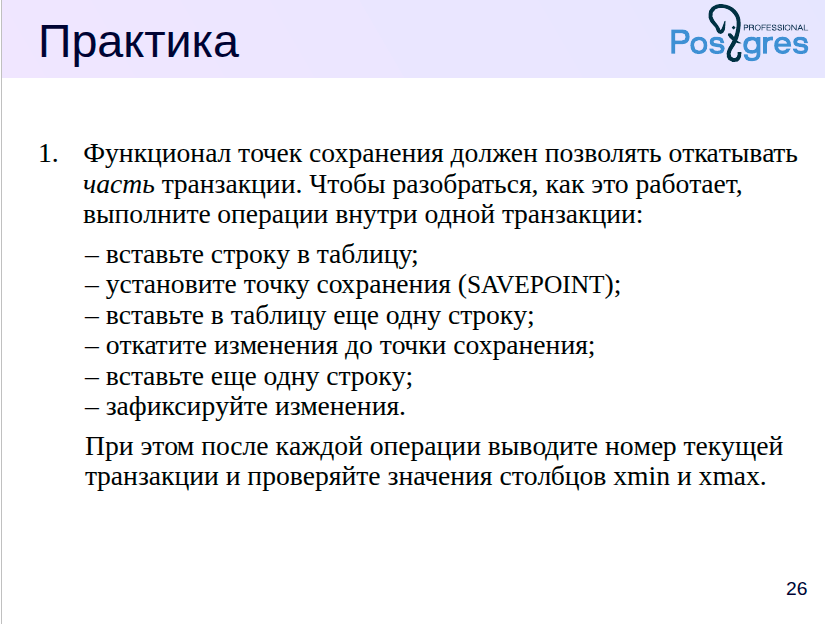 Практика
PROFESSIONAL
Postgres
1. Функционал точек сохранения должен позволять откатывать
часть транзакции. Чтобы разобраться, как это работает,
выполните операции внутри одной транзакции:
– вставьте строку в таблицу;
– установите точку сохранения (SAVEPOINT);
– вставьте в таблицу еще одну строку;
– откатите изменения до точки сохранения;
– вставьте еще одну строку;
– зафиксируйте изменения.
При этом после каждой операции выводите номер текущей
транзакции и проверяйте значения столбцов xmin и xmax.
26